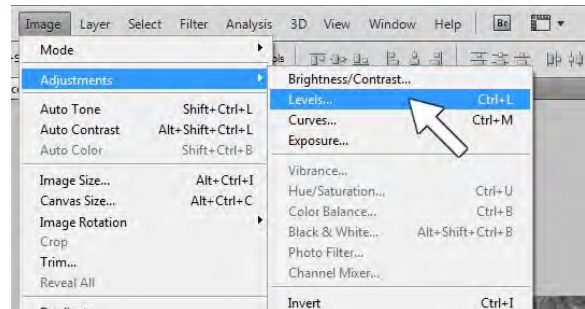 Image Layer Select Filter Analysis 3D View Window Help Br
Mode
Adjustments
Auto Tone Shift+Ctrl+L
Auto Contrast Alt+Shift+Ctrl+L
Auto Color Shift+Ctrl+B
Image Size... Alt+Ctrl+I
Canvas Size... Alt+Ctrl+C
Image Rotation
Crop
Trim...
Reveal All
Brightness/Contrast...
Levels... Ctrl+L
Curves... Ctrl+M
Exposure...
Vibrance...
Hue/Saturation... Ctrl+U
Color Balance... Ctrl+B
Black & White... Alt+Shift+Ctrl+B
Photo Filter...
Channel Mixer...
Invert Ctrl+I